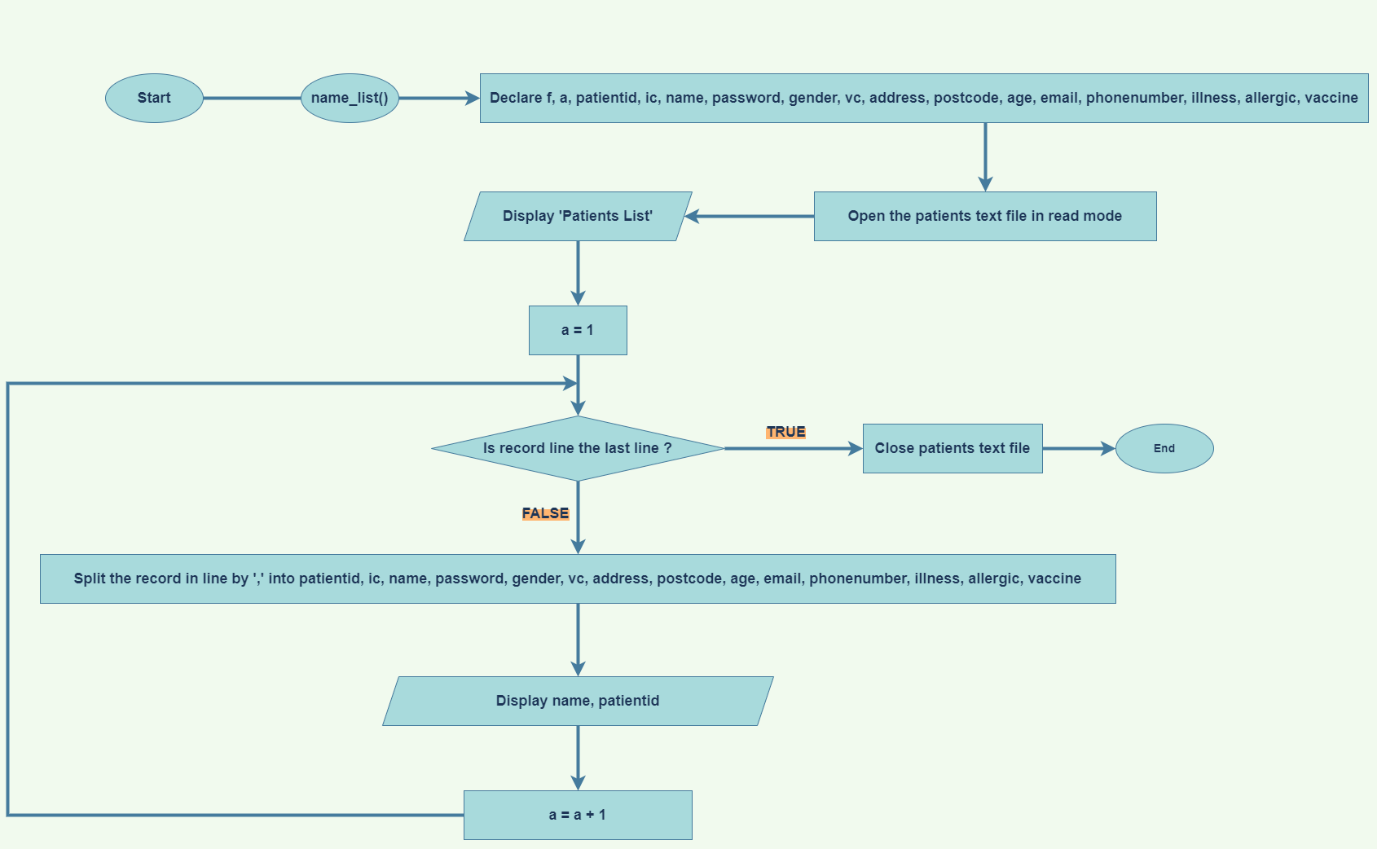 Start
name_list()
Declare f, a, patientid, ic, name, password, gender, vc, address, postcode, age, email, phonenumber, illness, allergic, vaccine
Display 'Patients List'
Open the patients text file in read mode
a = 1
Is record line the last line ?
TRUE
Close patients text file
End
FALSE
Split the record in line by ',' into patientid, ic, name, password, gender, vc, address, postcode, age, email, phonenumber, illness, allergic, vaccine
Display name, patientid
a = a + 1